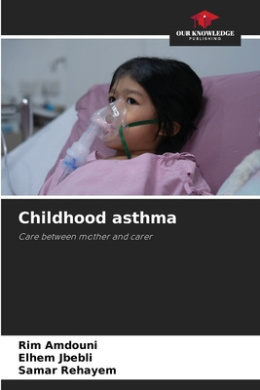 OUR KNOWLEDGE
PUBLISHING
Childhood asthma
Care between mother and carer
Rim Amdouni
Elhem Jbebli
Samar Rehayem